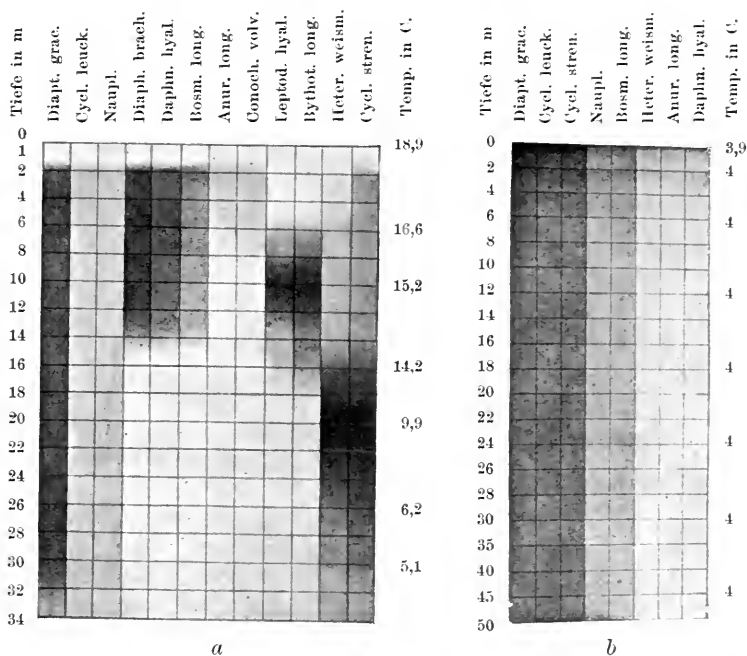 Tiefe in m
Diapt. grac.
Cycl. leuck.
Naupl.
Diaph. brach.
Daphn. hyal.
Bosm. long.
Anur. long.
Conoch. volv.
Leptod. hyal.
Bythot. long.
Heter. weism.
Cycl. stren.
Temp. in C.
0
1
2
4
6
8
10
12
14
16
18
20
22
24
26
28
30
32
34
18,9
16,6
15,2
14,2
9,9
6,2
5,1
a
Tiefe in m
Diapt. grac.
Cycl. leuck.
Cycl. stren.
Naupl.
Bosm. long.
Heter. weism.
Anur. long.
Daphn. hyal.
Temp. in C.
0
2
4
6
8
10
12
14
16
18
20
22
24
26
28
30
35
40
45
50
3,9
4
4
4
4
4
4
4
b